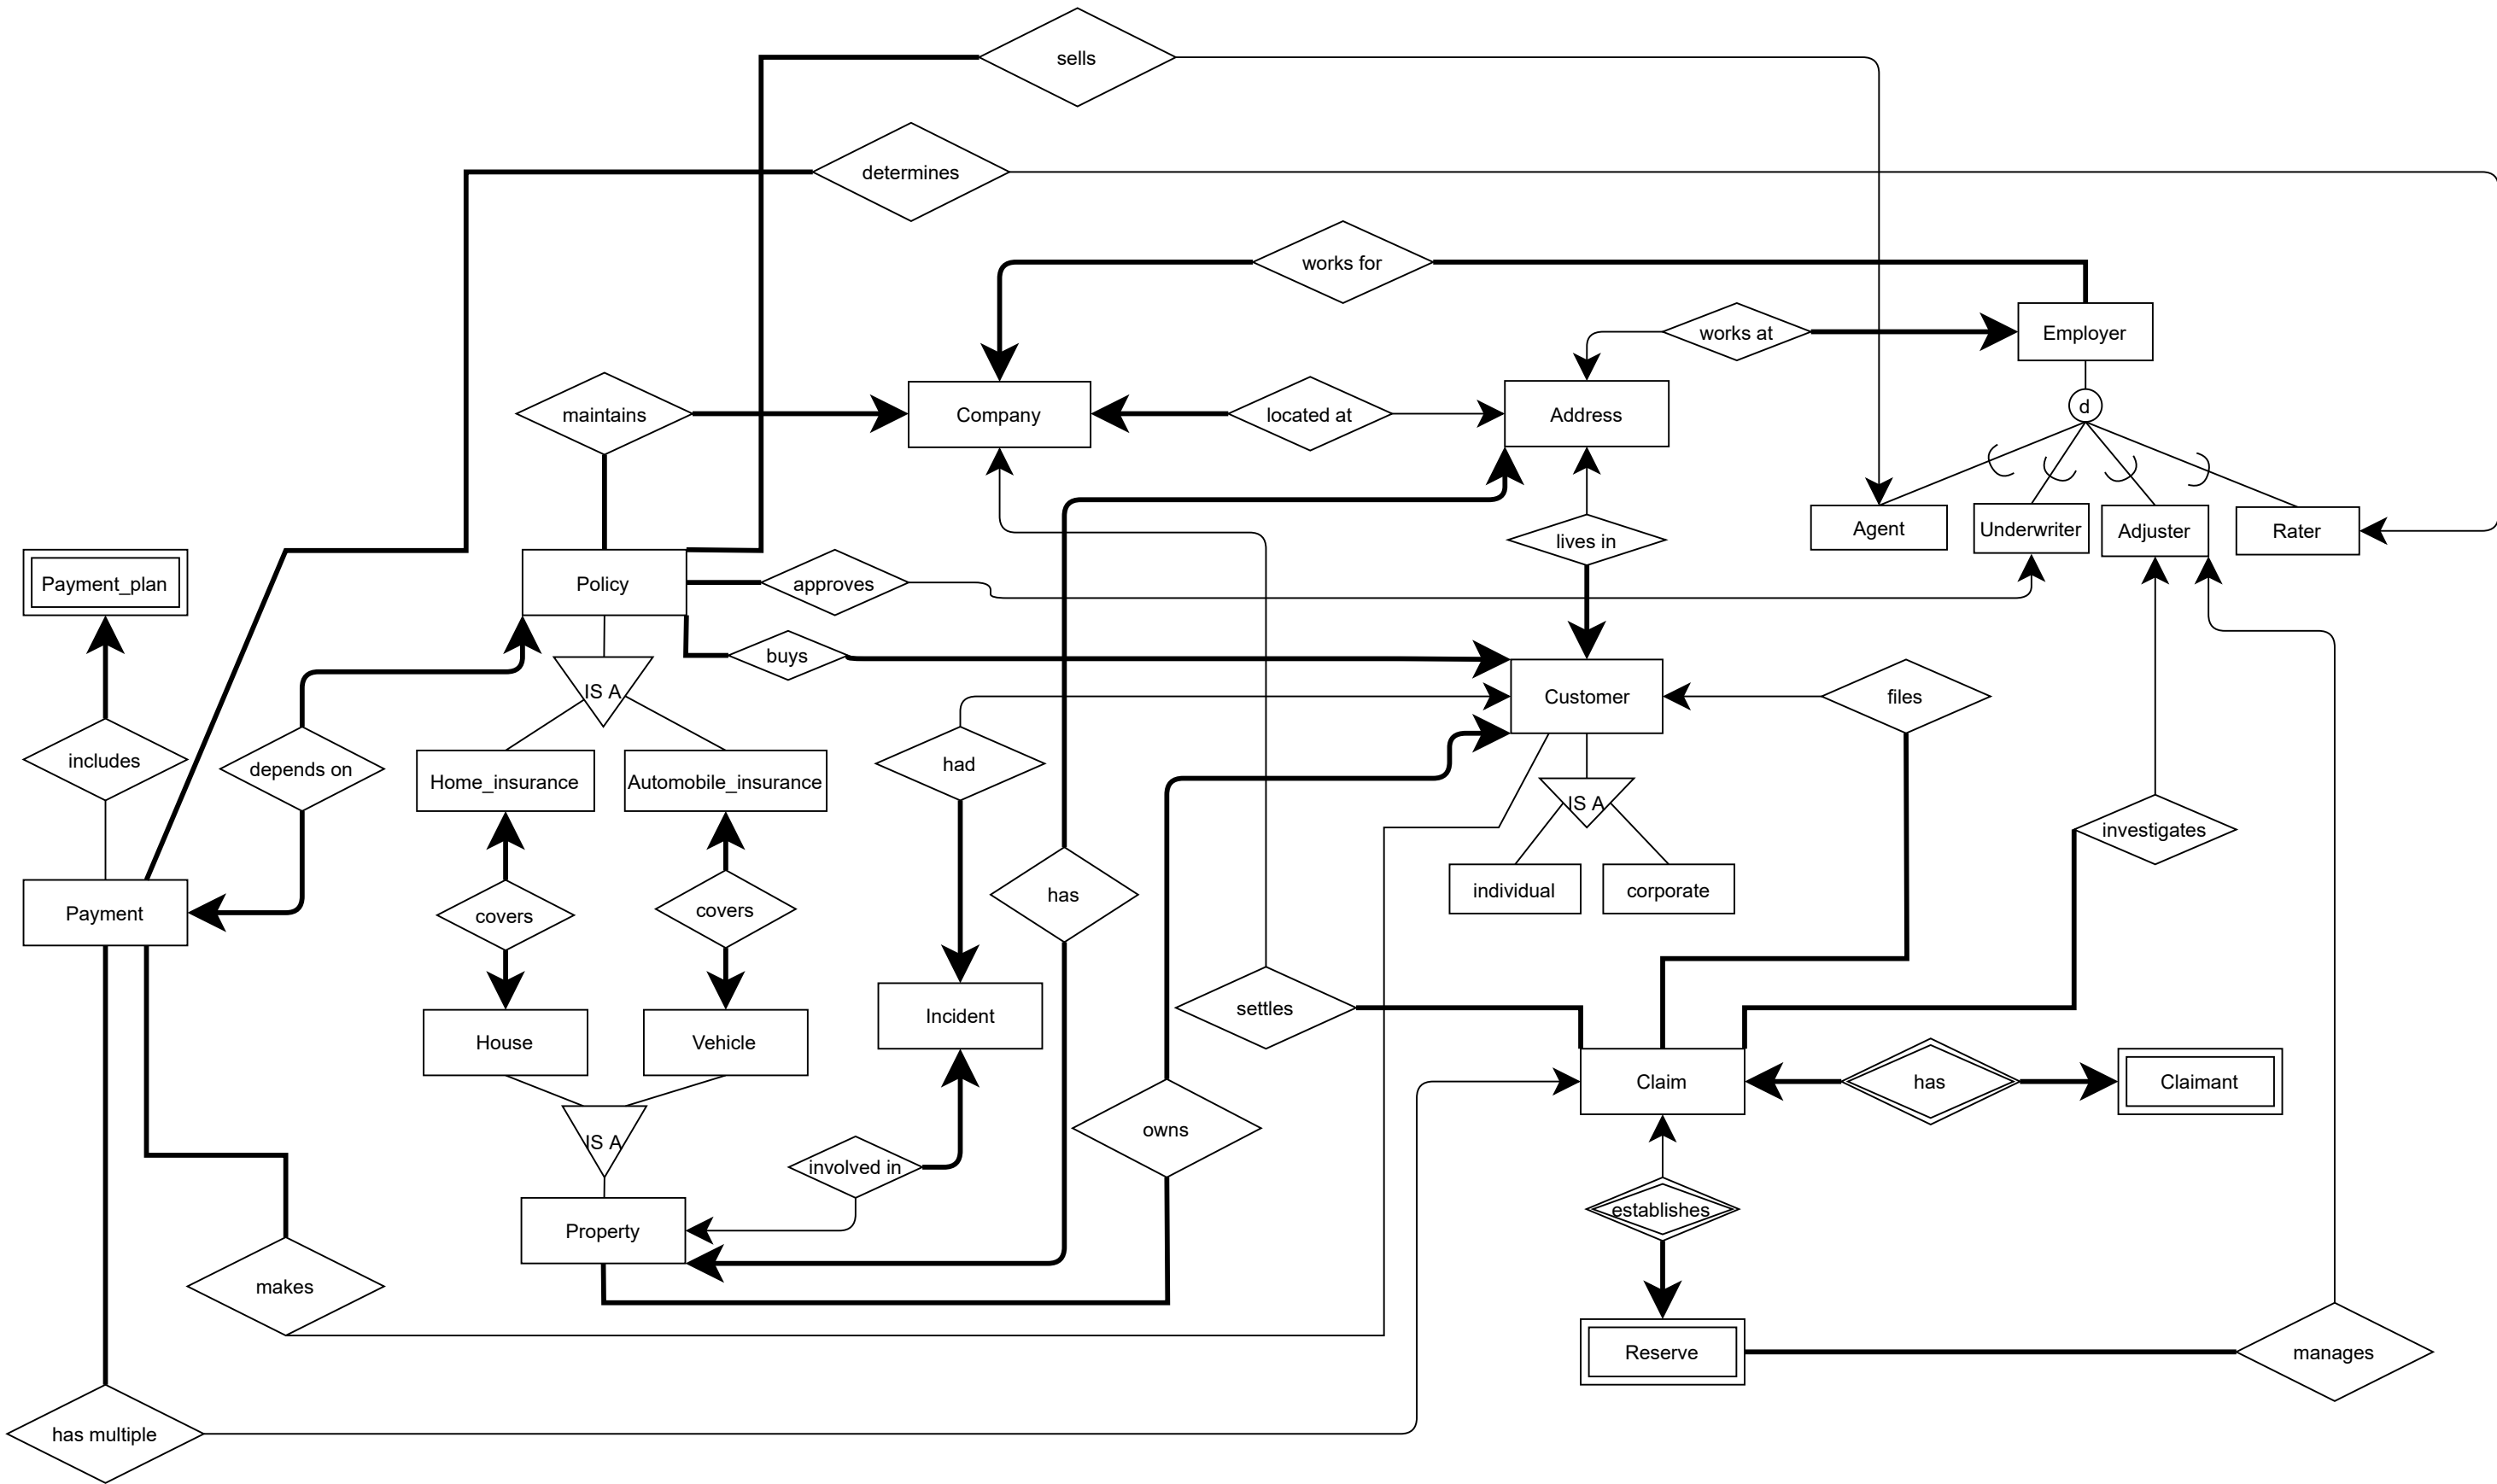 sells
determines
works for
works at
Employer
maintains
Company
located at
Address
d
Agent
Underwriter
Adjuster
Rater
lives in
Payment_plan
Policy
approves
buys
IS A
Customer
files
includes
depends on
had
Home_insurance
Automobile_insurance
IS A
investigates
has
individual
corporate
Payment
covers
covers
settles
Incident
House
Vehicle
Claim
has
Claimant
owns
IS A
involved in
establishes
Property
makes
Reserve
manages
has multiple